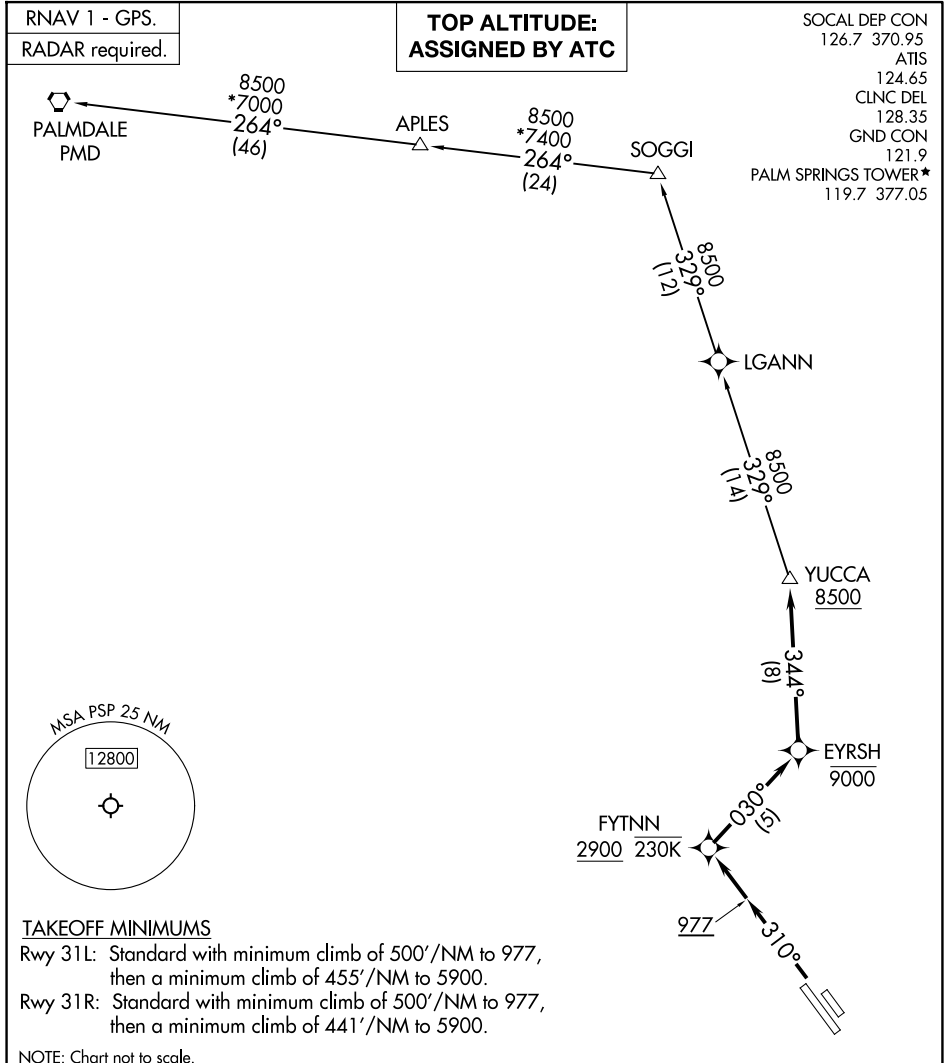 RNAV 1 - GPS.
RADAR required.
TOP ALTITUDE:
ASSIGNED BY ATC
SOCAL DEP CON
126.7 370.95
ATIS
124.65
CLNC DEL
128.35
GND CON
121.9
PALM SPRINGS TOWER★
119.7 377.05
PALMDALE
PMD
8500
*7000
264°
(46)
APLES
8500
*7400
264°
(24)
SOGGI
8500
329°
(12)
LGANN
8500
329°
(14)
YUCCA
8500
344°
(8)
EYRSH
9000
030°
(5)
FYTNN
2900 230K
977
310°
MSA PSP 25 NM
12800
TAKEOFF MINIMUMS
Rwy 31L: Standard with minimum climb of 500'/NM to 977,
then a minimum climb of 455'/NM to 5900.
Rwy 31R: Standard with minimum climb of 500'/NM to 977,
then a minimum climb of 441'/NM to 5900.
NOTE: Chart not to scale.